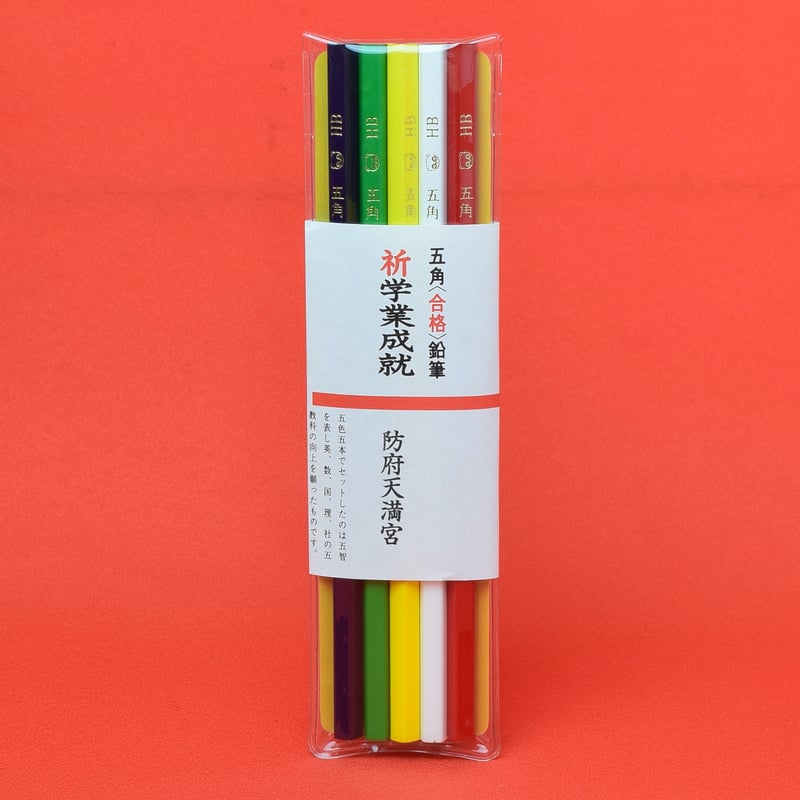 HB 五角
HB 五角
HB 五角
HB 五角
HB 五角
五角〈合格〉鉛筆
祈学業成就
防府天満宮
五色五本でセットしたのは五智
を表し英、数、国、理、社の五
教科の向上を願ったものです。